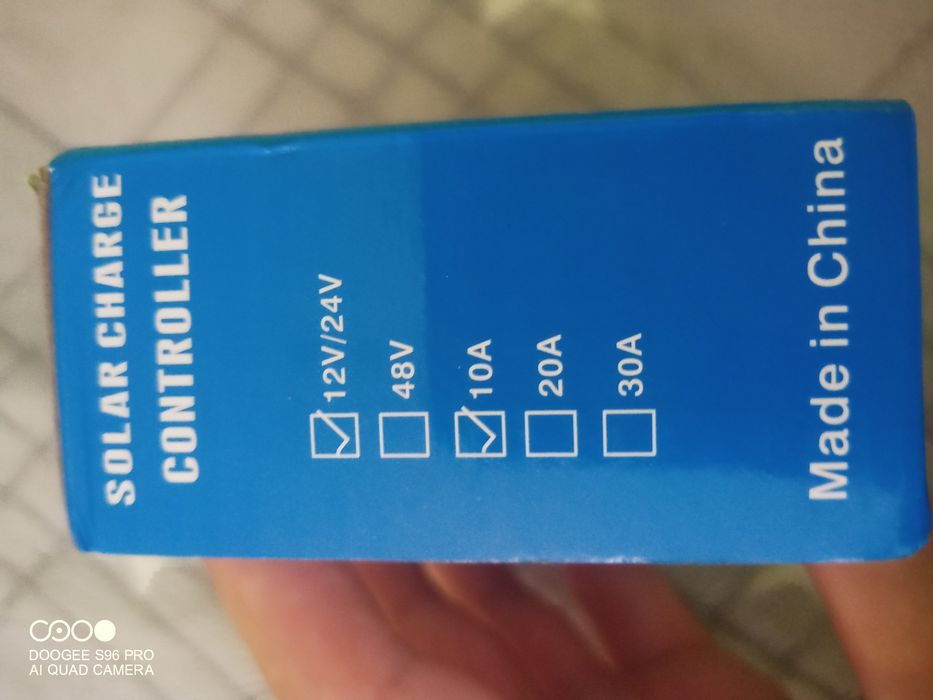 SOLAR CHARGE
CONTROLLER
12V/24V
48V
10A
20A
30A
Made in China
DOOGEE S96 PRO
AI QUAD CAMERA